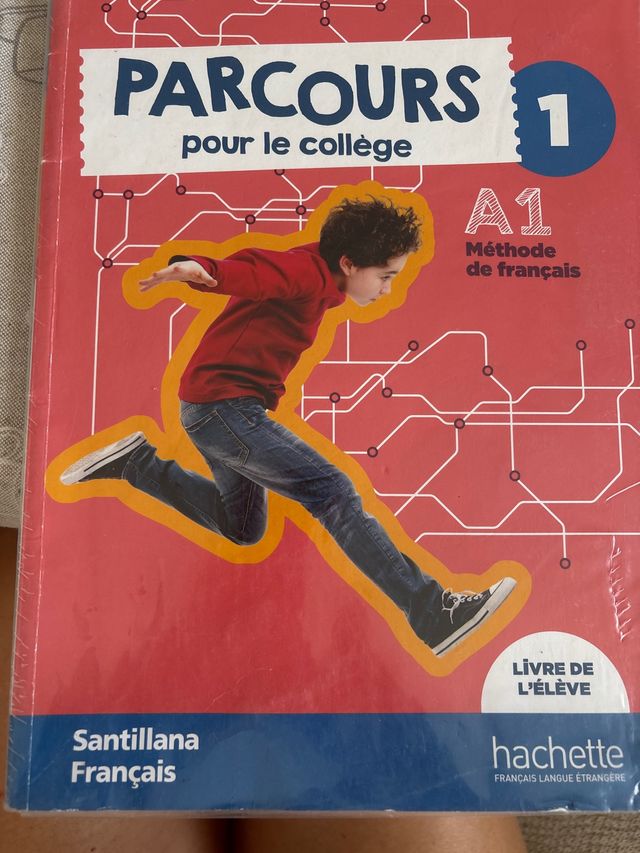 PARCOURS
pour le collège
1
A1
Méthode
de français
LIVRE DE
L'ÉLÈVE
Santillana
Français
hachette
FRANÇAIS LANGUE ÉTRANGÈRE